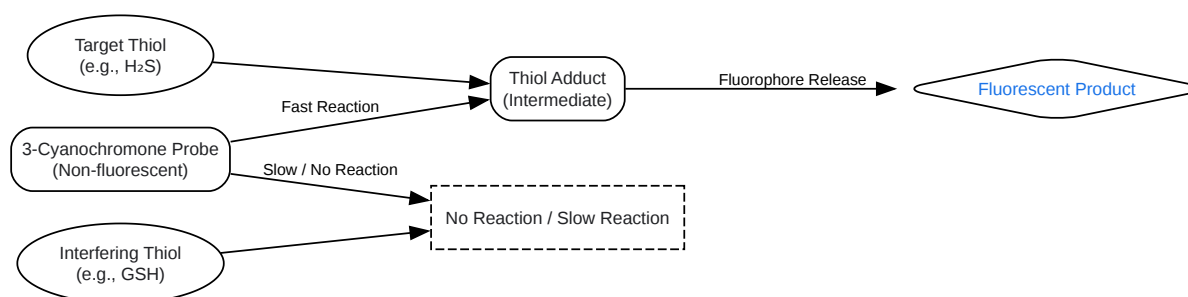 Target Thiol
(e.g., H₂S)
Thiol Adduct
(Intermediate)
Fluorophore Release
Fluorescent Product
Fast Reaction
3-Cyanochromone Probe
(Non-fluorescent)
Slow / No Reaction
No Reaction / Slow Reaction
Interfering Thiol
(e.g., GSH)